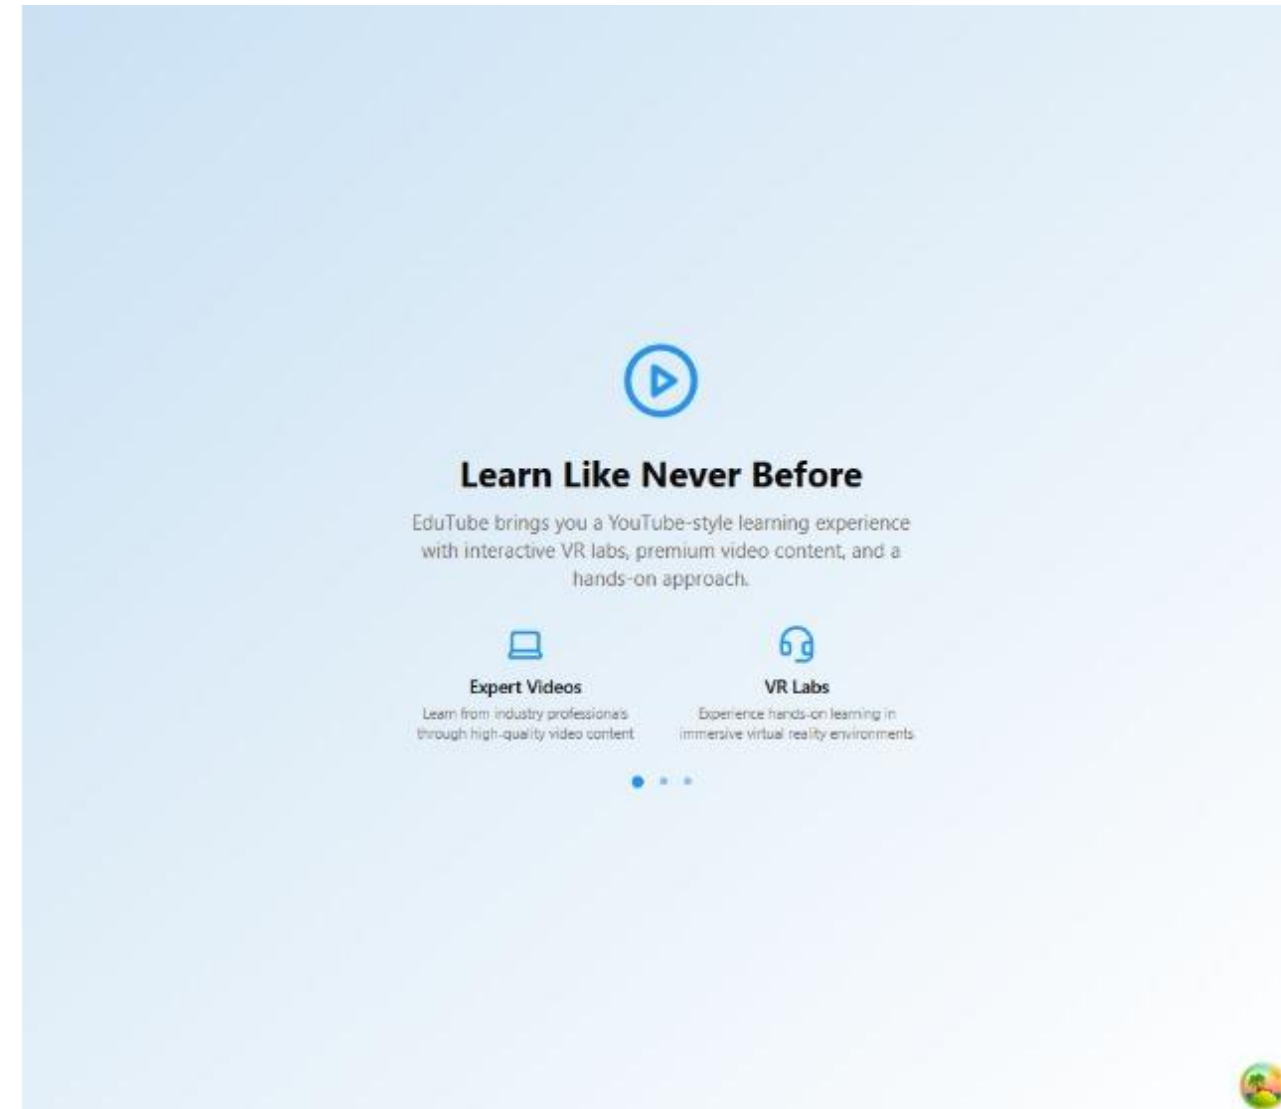 Learn Like Never Before
EduTube brings you a YouTube-style learning experience
with interactive VR labs, premium video content, and a
hands-on approach.
Expert Videos
Learn from industry professionals
through high-quality video content
VR Labs
Experience hands-on learning in
immersive virtual reality environments